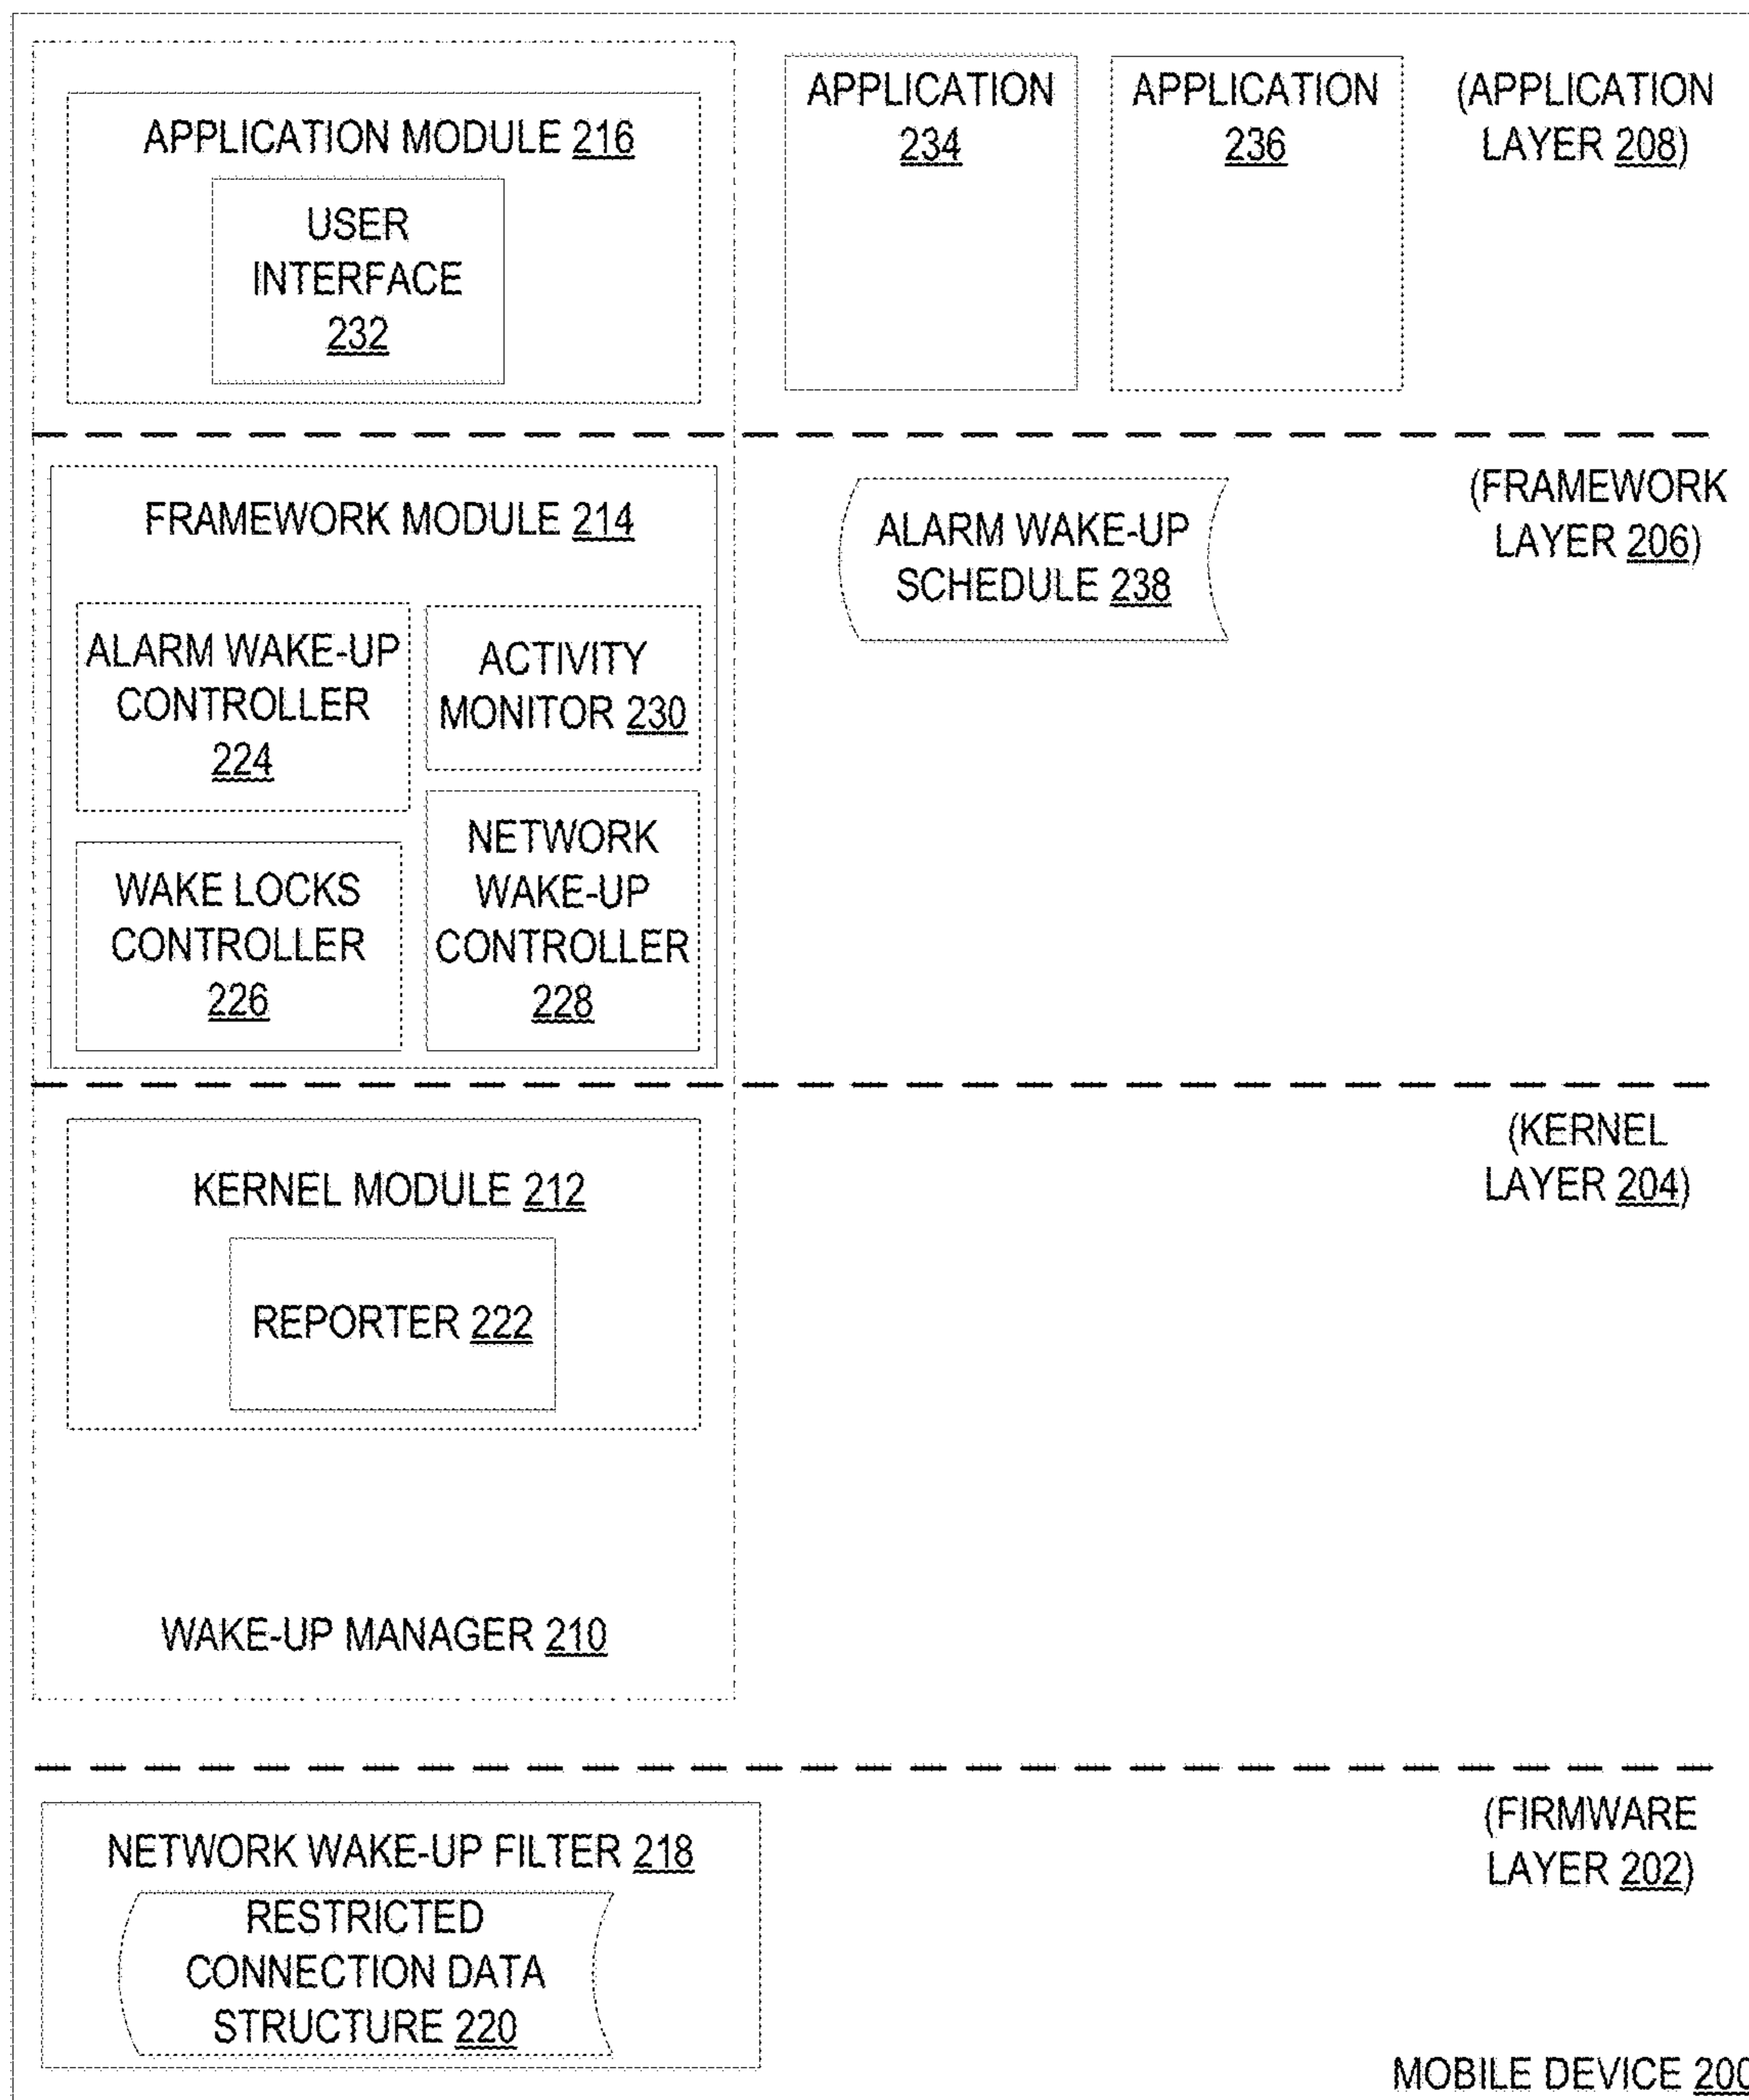 APPLICATION MODULE 216
USER
INTERFACE
232
APPLICATION
234
APPLICATION
236
(APPLICATION
LAYER 208)
FRAMEWORK MODULE 214
ALARM WAKE-UP
CONTROLLER
224
ACTIVITY
MONITOR 230
WAKE LOCKS
CONTROLLER
226
NETWORK
WAKE-UP
CONTROLLER
228
ALARM WAKE-UP
SCHEDULE 238
(FRAMEWORK
LAYER 206)
KERNEL MODULE 212
REPORTER 222
WAKE-UP MANAGER 210
(KERNEL
LAYER 204)
NETWORK WAKE-UP FILTER 218
RESTRICTED
CONNECTION DATA
STRUCTURE 220
(FIRMWARE
LAYER 202)
MOBILE DEVICE 200